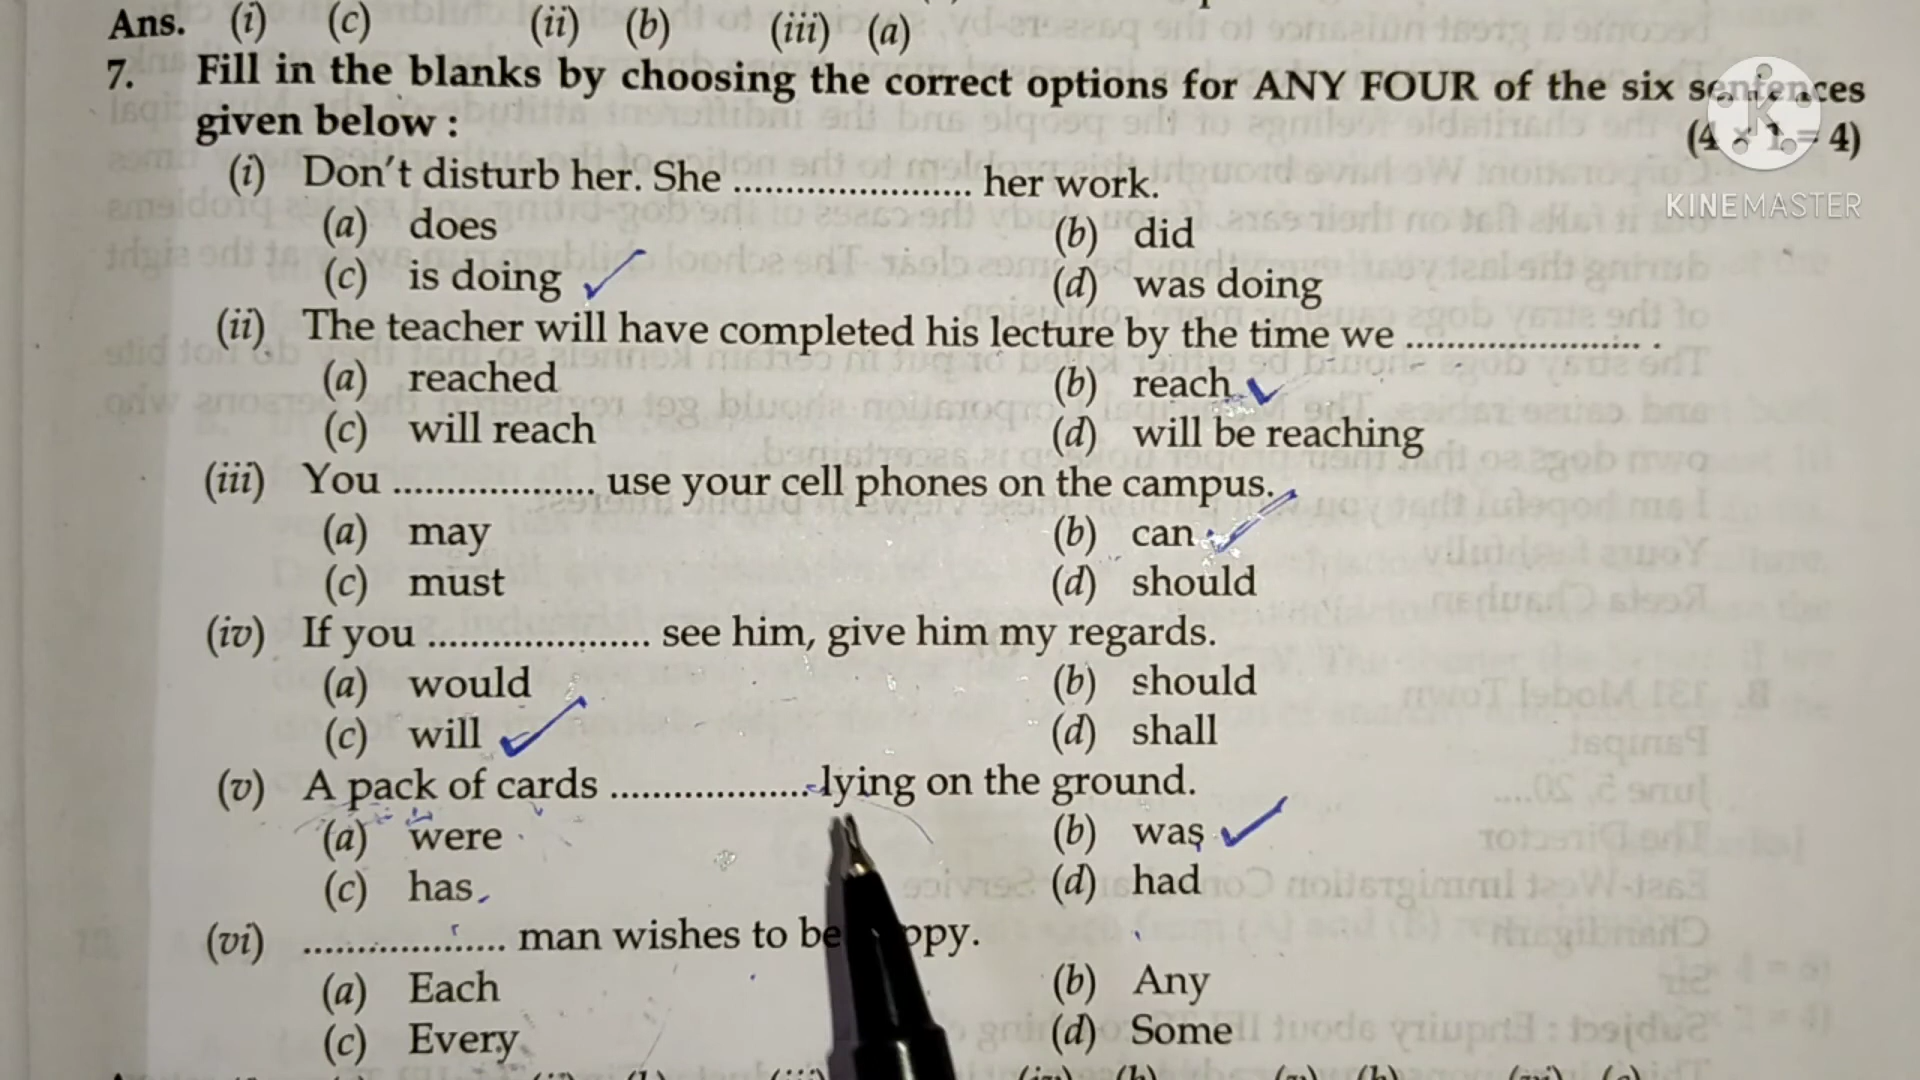 Ans. (i) (c) (ii) (b) (iii) (a)
7. Fill in the blanks by choosing the correct options for ANY FOUR of the six sentences
given below : (4 × 1 = 4)
KINEMASTER
(i) Don't disturb her. She ....................... her work.
(a) does (b) did
(c) is doing (d) was doing
(ii) The teacher will have completed his lecture by the time we ....................... .
(a) reached (b) reach
(c) will reach (d) will be reaching
(iii) You .................... use your cell phones on the campus.
(a) may (b) can
(c) must (d) should
(iv) If you ...................... see him, give him my regards.
(a) would (b) should
(c) will (d) shall
(v) A pack of cards .................... lying on the ground.
(a) were (b) was
(c) has (d) had
(vi) .................... man wishes to be
(a) Each (b) Any
(c) Every (d) Some